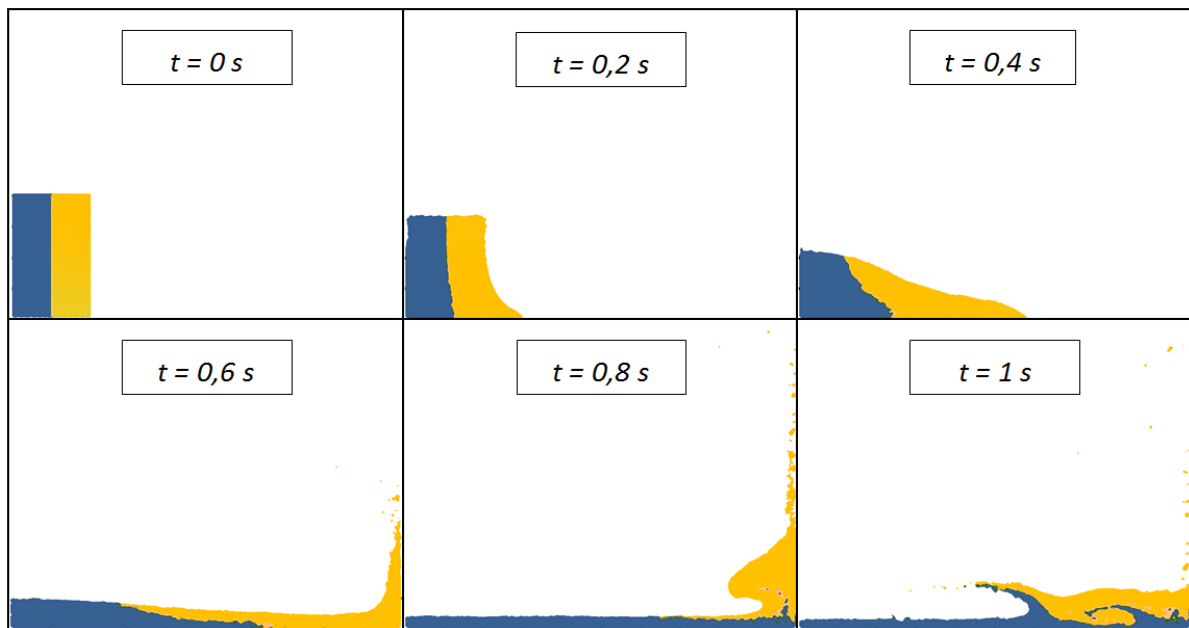 t = 0 s
t = 0,2 s
t = 0,4 s
t = 0,6 s
t = 0,8 s
t = 1 s